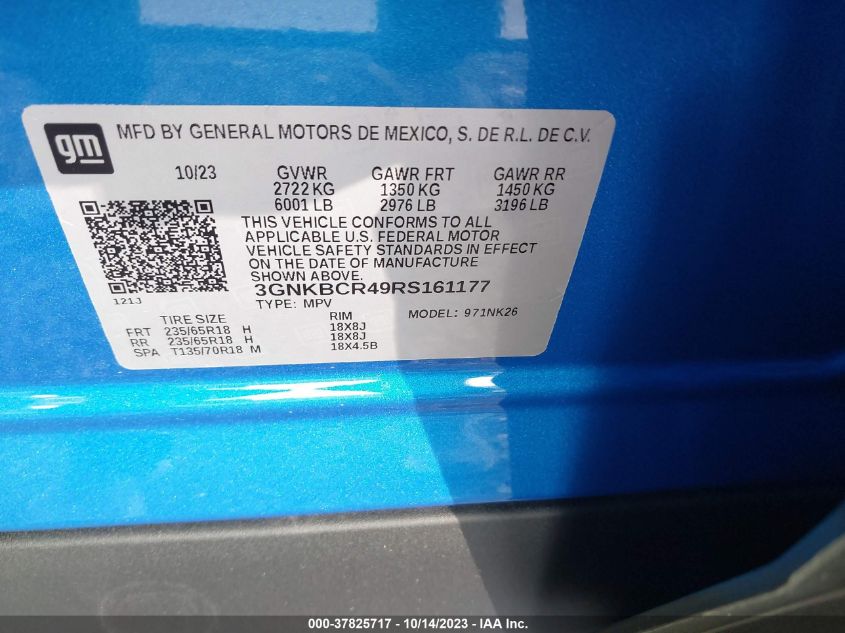 gm
MFD BY GENERAL MOTORS DE MEXICO, S. DE R.L. DE C.V.
10/23 GVWR GAWR FRT GAWR RR
2722 KG 1350 KG 1450 KG
6001 LB 2976 LB 3196 LB
THIS VEHICLE CONFORMS TO ALL
APPLICABLE U.S. FEDERAL MOTOR
VEHICLE SAFETY STANDARDS IN EFFECT
ON THE DATE OF MANUFACTURE
SHOWN ABOVE.
3GNKBCR49RS161177
121J
TYPE: MPV MODEL: 971NK26
TIRE SIZE RIM
FRT 235/65R18 H 18X8J
RR 235/65R18 H 18X8J
SPA T135/70R18 M 18X4.5B
000-37825717 - 10/14/2023 - IAA Inc.